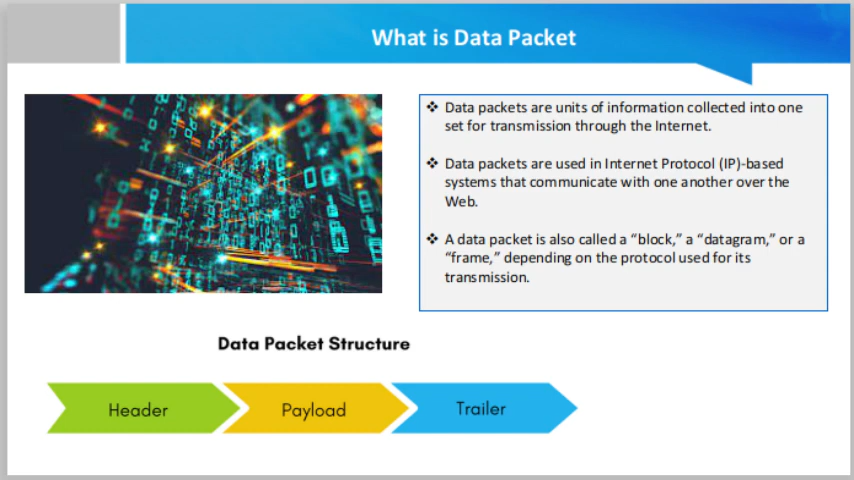 What is Data Packet
❖ Data packets are units of information collected into one
set for transmission through the Internet.
❖ Data packets are used in Internet Protocol (IP)-based
systems that communicate with one another over the
Web.
❖ A data packet is also called a “block,” a “datagram,” or a
“frame,” depending on the protocol used for its
transmission.
Data Packet Structure
Header
Payload
Trailer